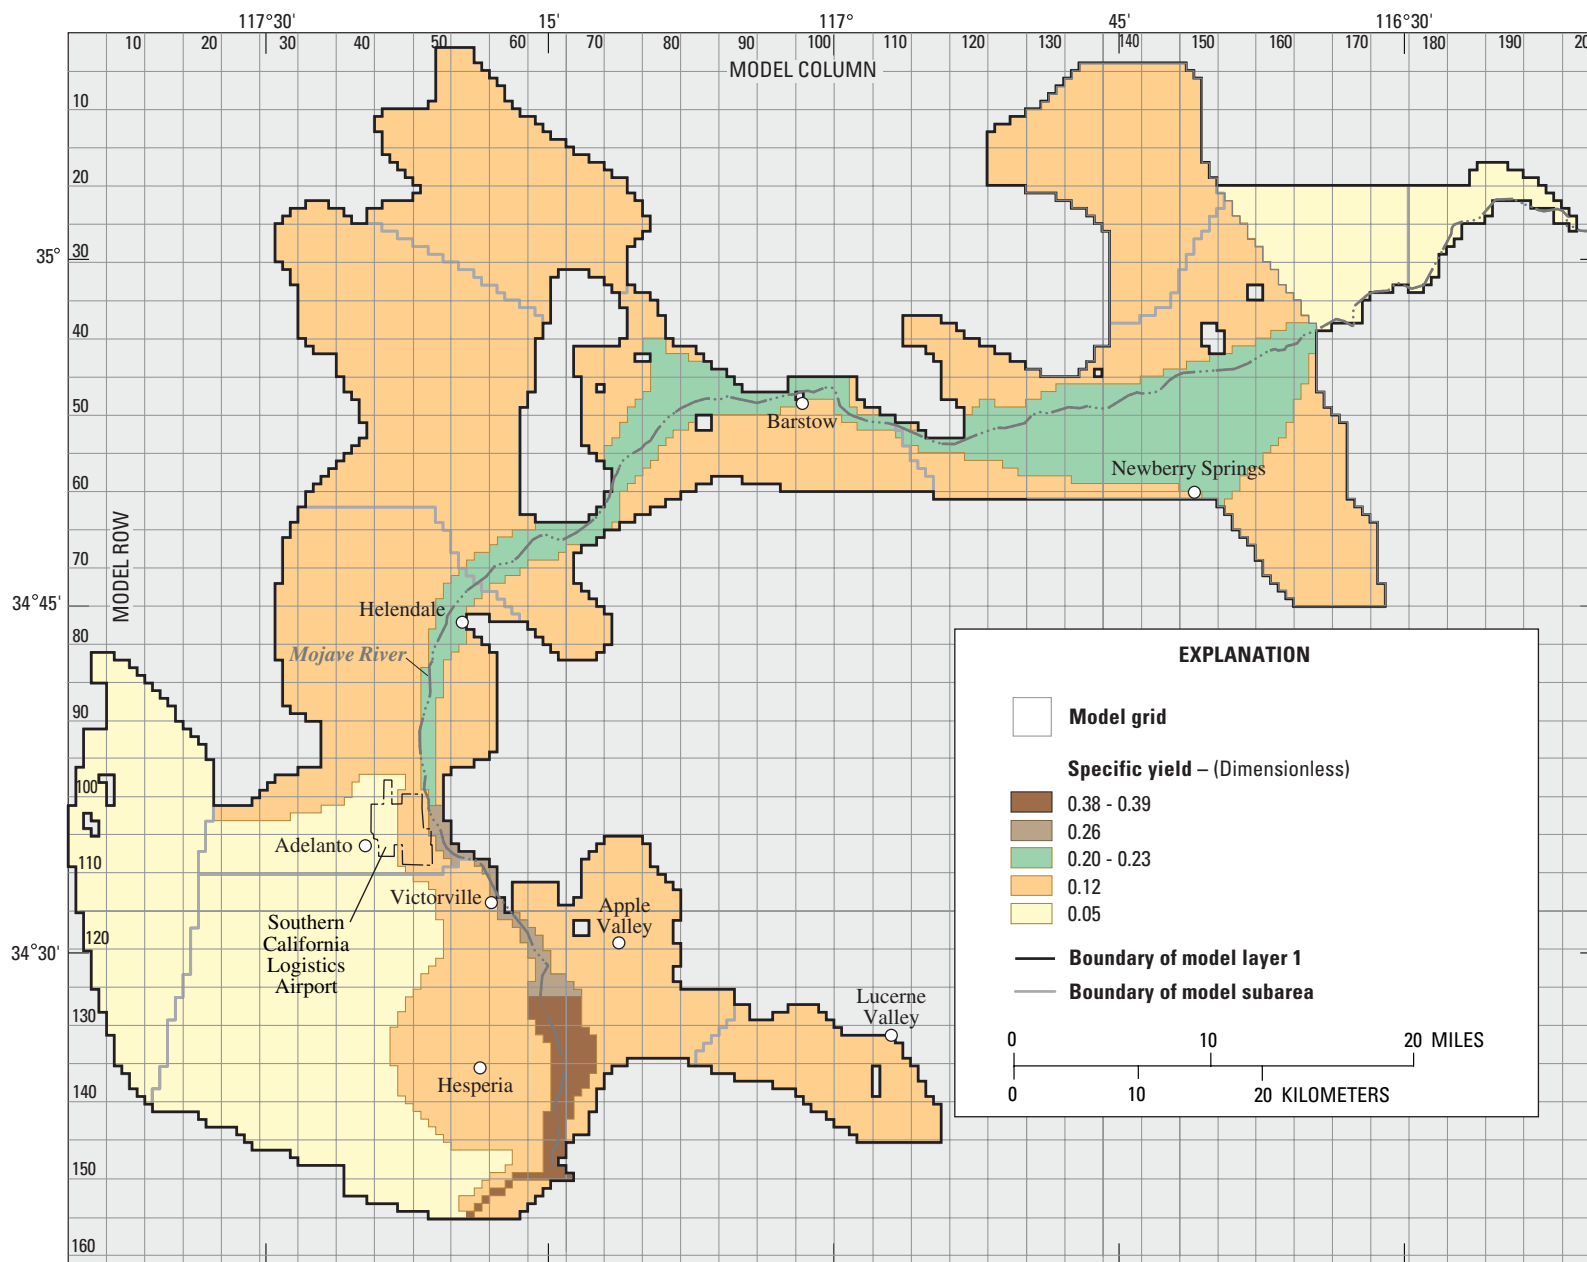 117°30' 15' 117° 45' 116°30'
10 20 30 40 50 60 70 80 90 100 110 120 130 140 150 160 170 180 190 20
MODEL COLUMN
10
20
35° 30
40
50
60
70
34°45'
80
90
100
110
120
34°30'
130
140
150
160
MODEL ROW
Barstow
Newberry Springs
Helendale
Mojave River
Adelanto
Victorville
Southern
California
Logistics
Airport
Apple
Valley
Lucerne
Valley
Hesperia
EXPLANATION
Model grid
Specific yield – (Dimensionless)
0.38 - 0.39
0.26
0.20 - 0.23
0.12
0.05
Boundary of model layer 1
Boundary of model subarea
0 10 20 MILES
0 10 20 KILOMETERS